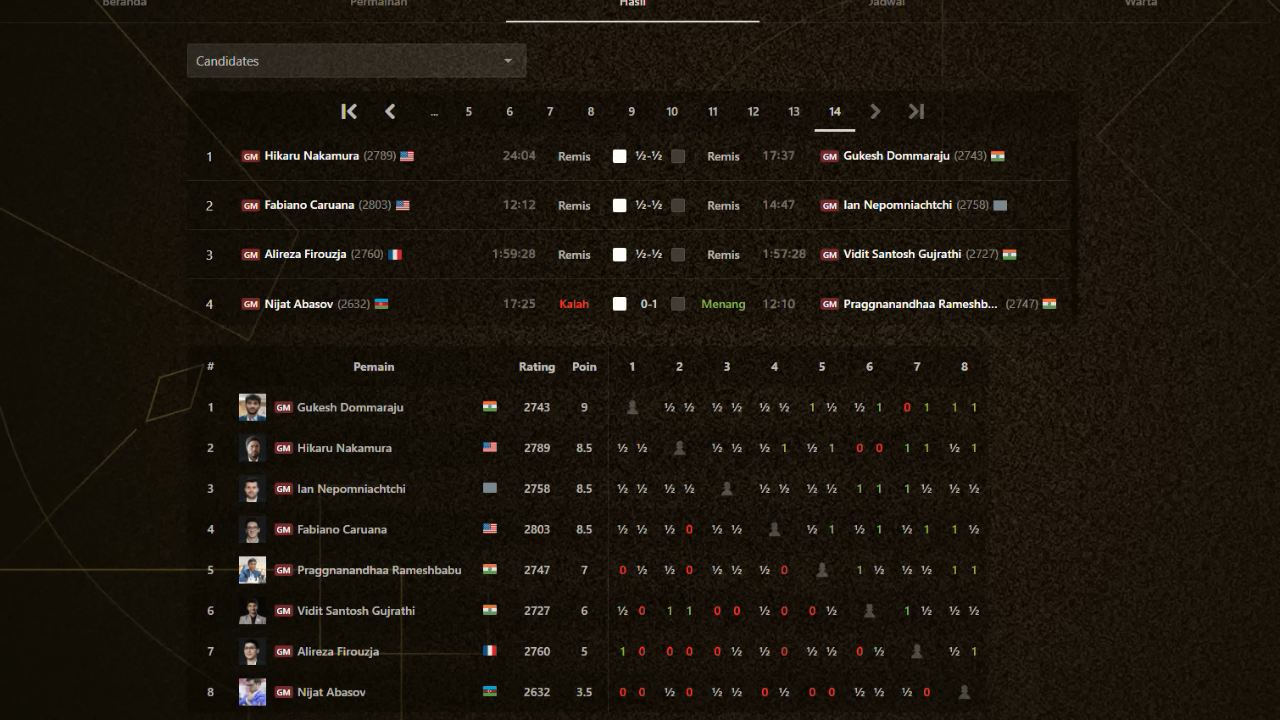 Beranda Permainan Hasil Jadwal Warta
Candidates
... 5 6 7 8 9 10 11 12 13 14
1 GM Hikaru Nakamura (2789) 24:04 Remis ½-½ Remis 17:37 GM Gukesh Dommaraju (2743)
2 GM Fabiano Caruana (2803) 12:12 Remis ½-½ Remis 14:47 GM Ian Nepomniachtchi (2758)
3 GM Alireza Firouzja (2760) 1:59:28 Remis ½-½ Remis 1:57:28 GM Vidit Santosh Gujrathi (2727)
4 GM Nijat Abasov (2632) 17:25 Kalah 0-1 Menang 12:10 GM Praggnanandhaa Rameshb... (2747)
# Pemain Rating Poin 1 2 3 4 5 6 7 8
1 GM Gukesh Dommaraju 2743 9 ½ ½ ½ ½ ½ ½ 1 ½ ½ 1 0 1 1 1
2 GM Hikaru Nakamura 2789 8.5 ½ ½ ½ ½ ½ 1 ½ 1 0 0 1 1 ½ 1
3 GM Ian Nepomniachtchi 2758 8.5 ½ ½ ½ ½ ½ ½ ½ ½ 1 1 1 ½ ½ ½
4 GM Fabiano Caruana 2803 8.5 ½ ½ ½ 0 ½ ½ ½ 1 ½ 1 ½ 1 1 ½
5 GM Praggnanandhaa Rameshbabu 2747 7 0 ½ ½ 0 ½ ½ ½ 0 1 ½ ½ ½ 1 1
6 GM Vidit Santosh Gujrathi 2727 6 ½ 0 1 1 0 0 ½ 0 0 ½ 1 ½ ½ ½
7 GM Alireza Firouzja 2760 5 1 0 0 0 0 ½ ½ 0 ½ ½ 0 ½ ½ 1
8 GM Nijat Abasov 2632 3.5 0 0 ½ 0 ½ ½ 0 ½ 0 0 ½ ½ ½ 0